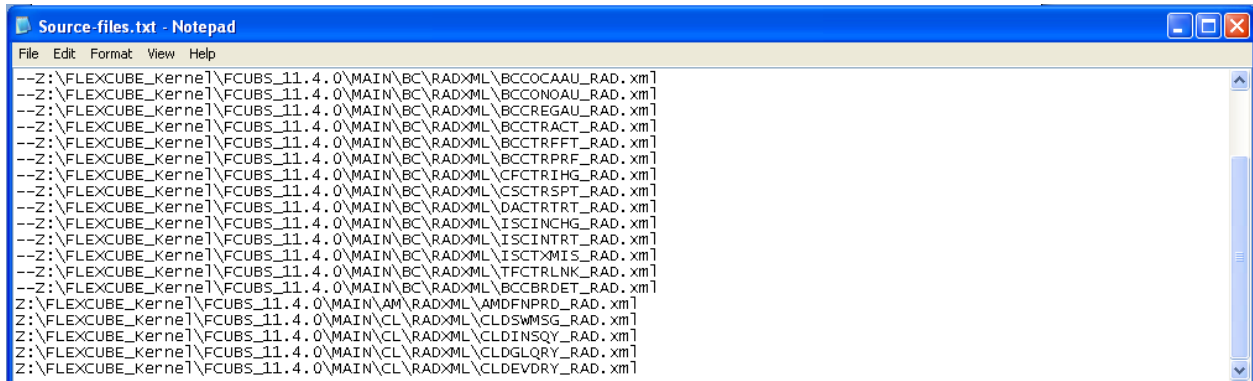 Source-files.txt - Notepad
File Edit Format View Help
--Z:\FLEXCUBE_Kernel\FCUBS_11.4.0\MAIN\BC\RADXML\BCCOCAAU_RAD.xml
--Z:\FLEXCUBE_Kernel\FCUBS_11.4.0\MAIN\BC\RADXML\BCCONOAU_RAD.xml
--Z:\FLEXCUBE_Kernel\FCUBS_11.4.0\MAIN\BC\RADXML\BCCREGAU_RAD.xml
--Z:\FLEXCUBE_Kernel\FCUBS_11.4.0\MAIN\BC\RADXML\BCCTRACT_RAD.xml
--Z:\FLEXCUBE_Kernel\FCUBS_11.4.0\MAIN\BC\RADXML\BCCTRFFT_RAD.xml
--Z:\FLEXCUBE_Kernel\FCUBS_11.4.0\MAIN\BC\RADXML\BCCTRPRF_RAD.xml
--Z:\FLEXCUBE_Kernel\FCUBS_11.4.0\MAIN\BC\RADXML\CFCTRIHG_RAD.xml
--Z:\FLEXCUBE_Kernel\FCUBS_11.4.0\MAIN\BC\RADXML\CSCTRSPT_RAD.xml
--Z:\FLEXCUBE_Kernel\FCUBS_11.4.0\MAIN\BC\RADXML\DACTRTRT_RAD.xml
--Z:\FLEXCUBE_Kernel\FCUBS_11.4.0\MAIN\BC\RADXML\ISCINCHG_RAD.xml
--Z:\FLEXCUBE_Kernel\FCUBS_11.4.0\MAIN\BC\RADXML\ISCINTRT_RAD.xml
--Z:\FLEXCUBE_Kernel\FCUBS_11.4.0\MAIN\BC\RADXML\ISCTXMIS_RAD.xml
--Z:\FLEXCUBE_Kernel\FCUBS_11.4.0\MAIN\BC\RADXML\TFCTRLNK_RAD.xml
--Z:\FLEXCUBE_Kernel\FCUBS_11.4.0\MAIN\BC\RADXML\BCCBRDET_RAD.xml
Z:\FLEXCUBE_Kernel\FCUBS_11.4.0\MAIN\AM\RADXML\AMDFNPRD_RAD.xml
Z:\FLEXCUBE_Kernel\FCUBS_11.4.0\MAIN\CL\RADXML\CLDSWMSG_RAD.xml
Z:\FLEXCUBE_Kernel\FCUBS_11.4.0\MAIN\CL\RADXML\CLDINSQY_RAD.xml
Z:\FLEXCUBE_Kernel\FCUBS_11.4.0\MAIN\CL\RADXML\CLDGLQRY_RAD.xml
Z:\FLEXCUBE_Kernel\FCUBS_11.4.0\MAIN\CL\RADXML\CLDEVDRY_RAD.xml